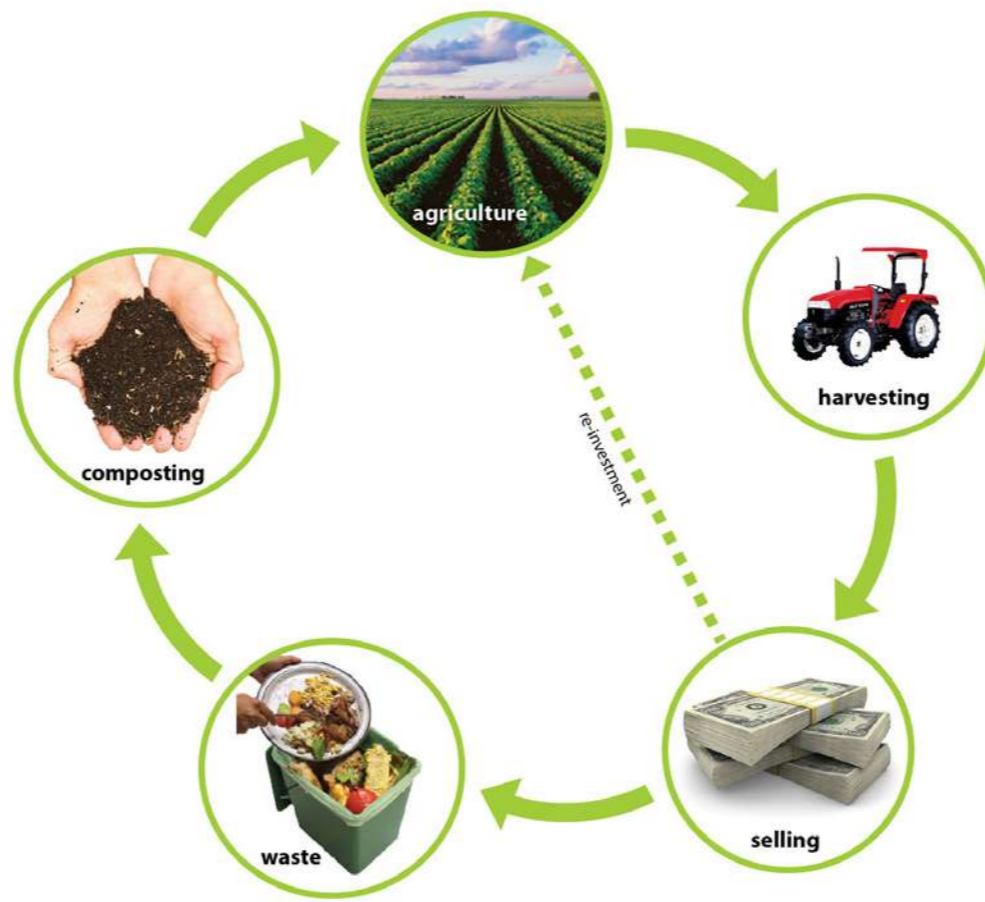 agriculture
harvesting
re-investment
composting
selling
waste